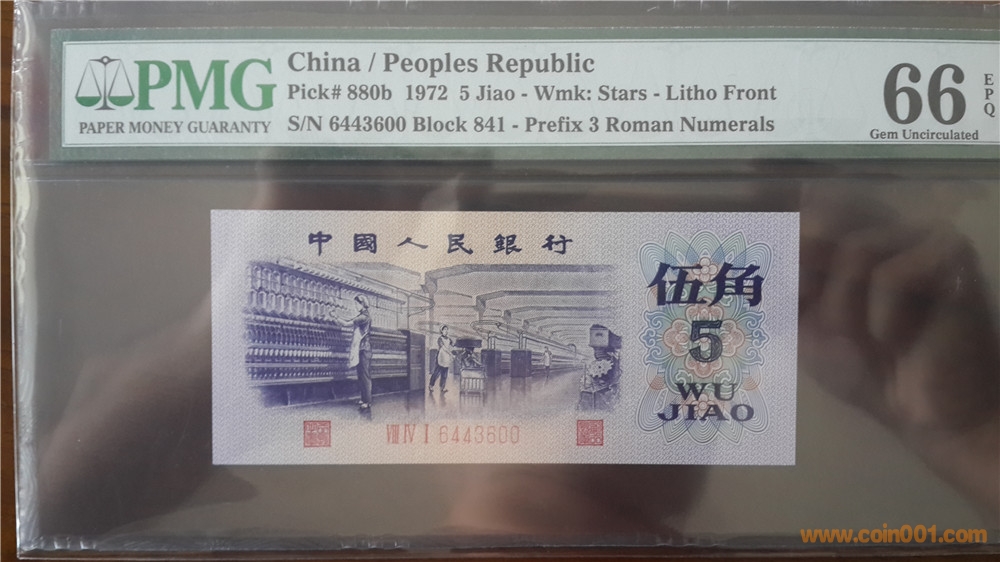 PMG
PAPER MONEY GUARANTY
China / Peoples Republic
Pick# 880b 1972 5 Jiao - Wmk: Stars - Litho Front
S/N 6443600 Block 841 - Prefix 3 Roman Numerals
66
EPQ
Gem Uncirculated
中國人民銀行
伍角
5
WU
JIAO
VIII IV I 6443600
www.coin001.com